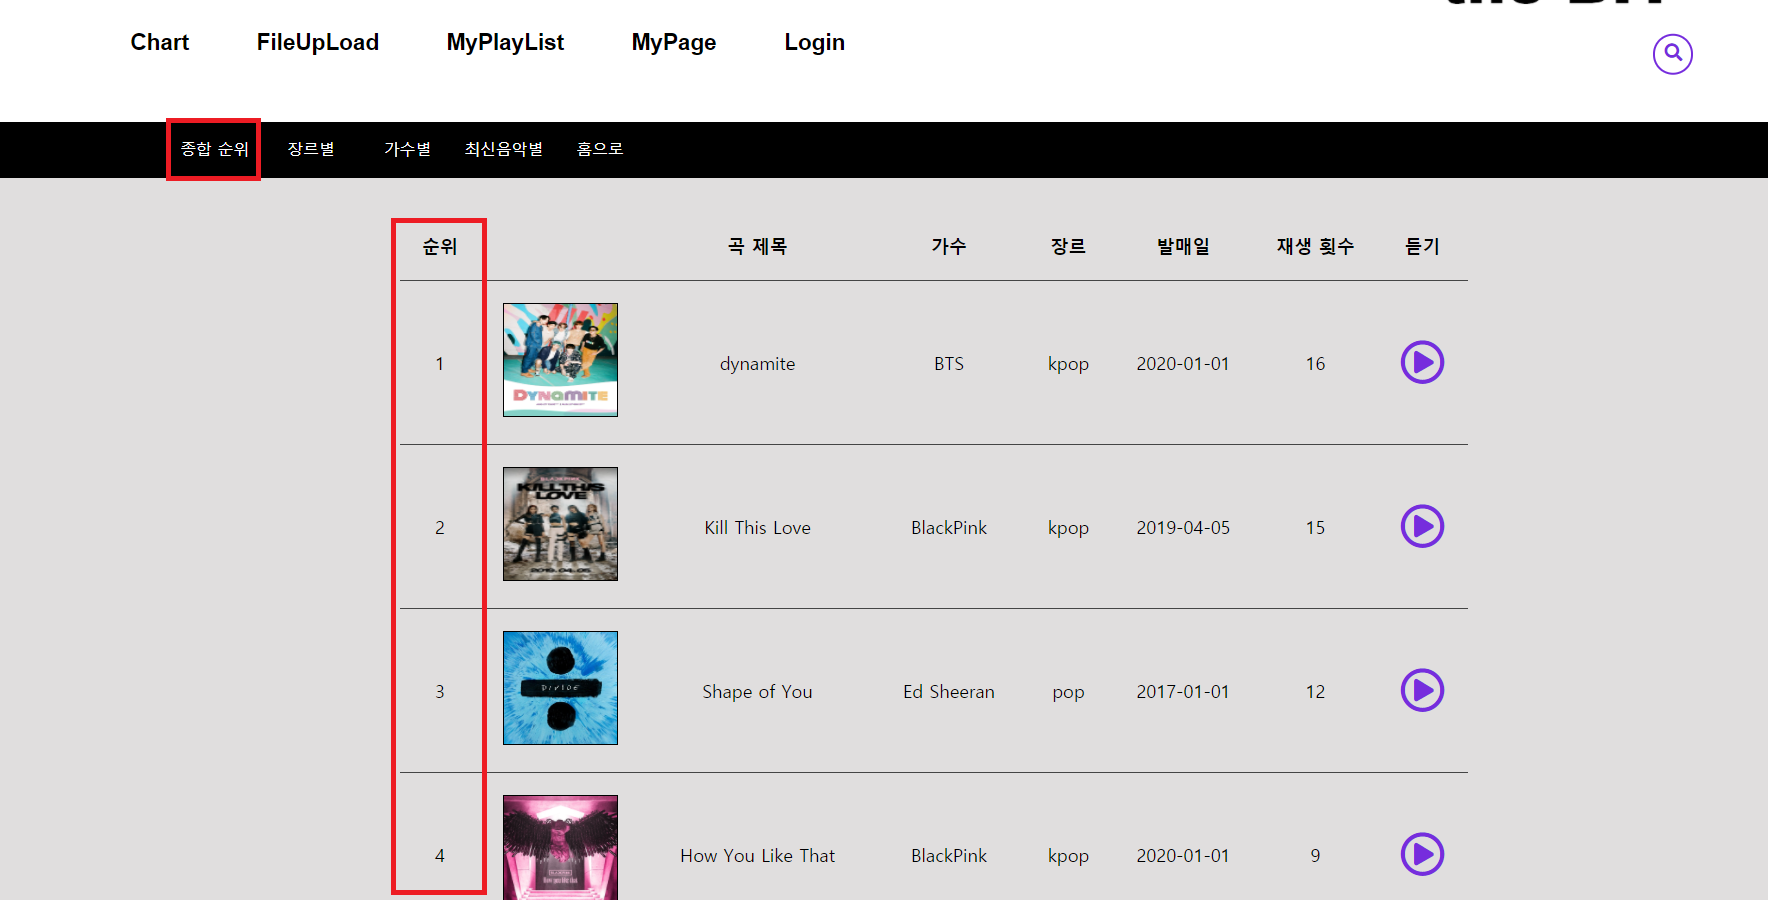 Chart FileUpLoad MyPlayList MyPage Login
종합 순위 장르별 가수별 최신음악별 홈으로
순위 곡 제목 가수 장르 발매일 재생 횟수 듣기
DYNAMITE
1 dynamite BTS kpop 2020-01-01 16
KILL THIS
LOVE
2 Kill This Love BlackPink kpop 2019-04-05 15
2019.04.05
DIVIDE
3 Shape of You Ed Sheeran pop 2017-01-01 12
4 How You Like That BlackPink kpop 2020-01-01 9
How you like that